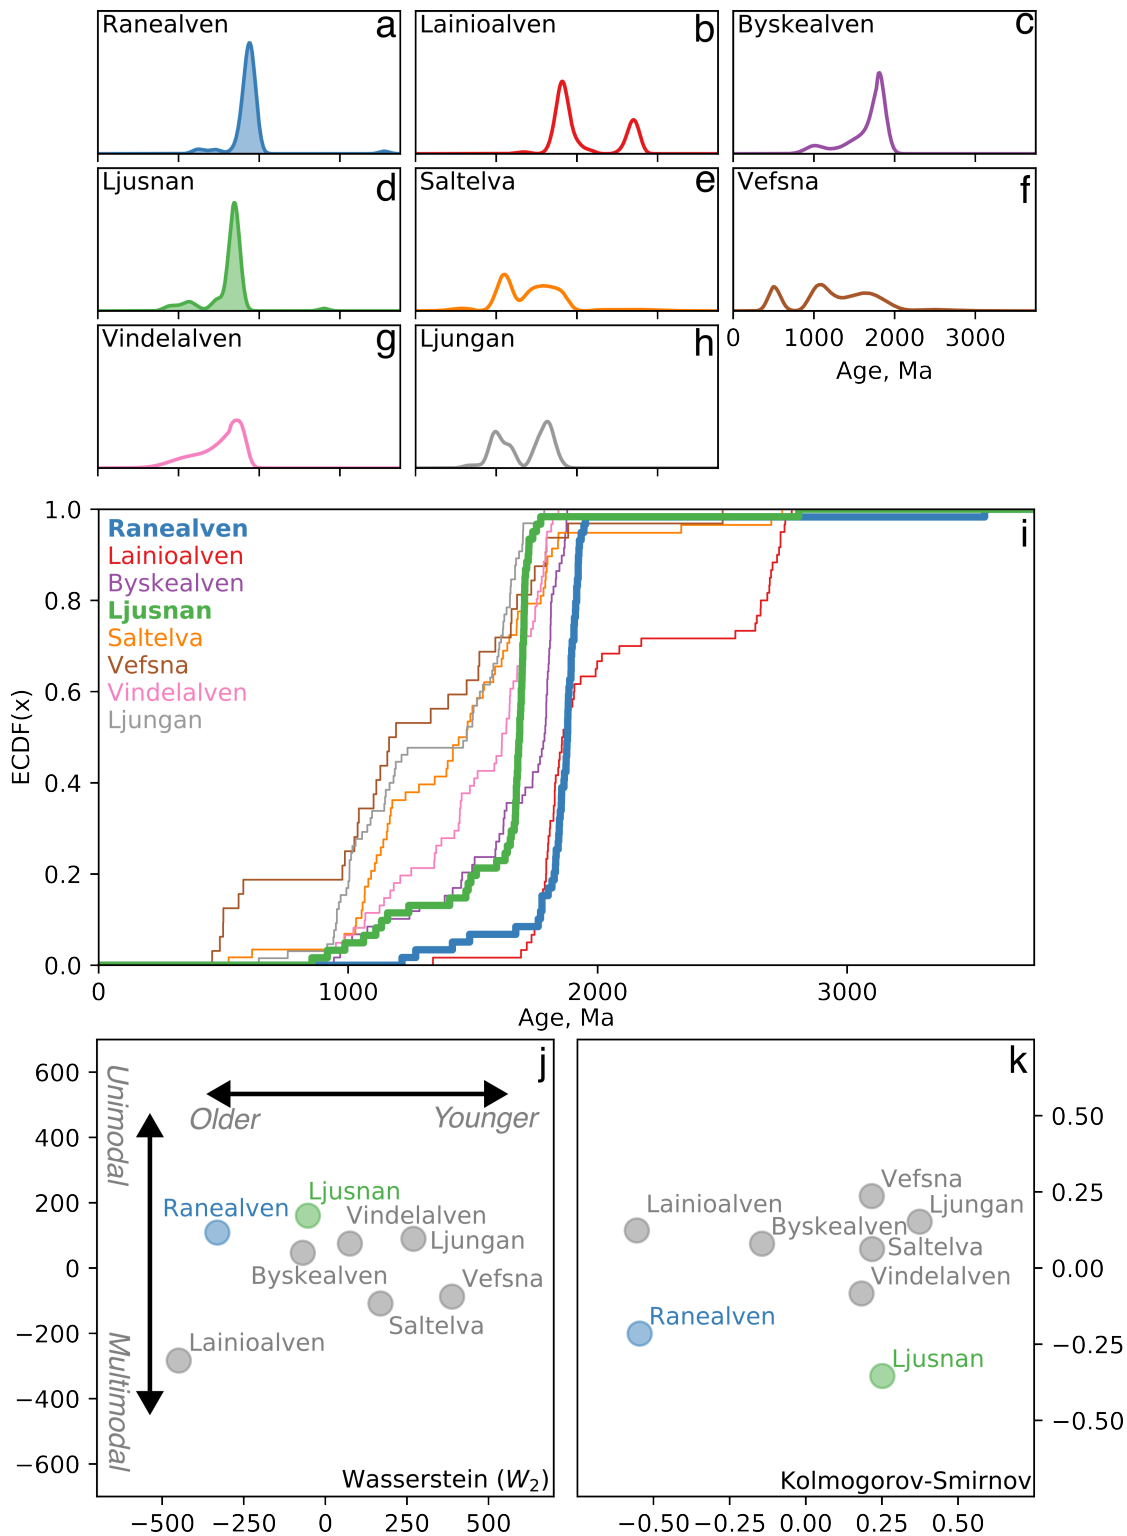 Ranealven a
Lainioalven b
Byskealven c
Ljusnan d
Saltelva e
Vefsna f
Vindelalven g
Ljungan h
0 1000 2000 3000
Age, Ma
1.0
0.8
0.6
0.4
0.2
0.0
ECDF(x)
i
Ranealven
Lainioalven
Byskealven
Ljusnan
Saltelva
Vefsna
Vindelalven
Ljungan
0 1000 2000 3000
Age, Ma
j
600
400
200
0
−200
−400
−600
Unimodal
Multimodal
Older Younger
Ranealven
Ljusnan
Vindelalven
Ljungan
Byskealven
Vefsna
Saltelva
Lainioalven
Wasserstein (W2)
−500 −250 0 250 500
k
Vefsna
Lainioalven
Ljungan
Byskealven
Saltelva
Vindelalven
Ranealven
Ljusnan
Kolmogorov-Smirnov
0.50
0.25
0.00
−0.25
−0.50
−0.50 −0.25 0.00 0.25 0.50